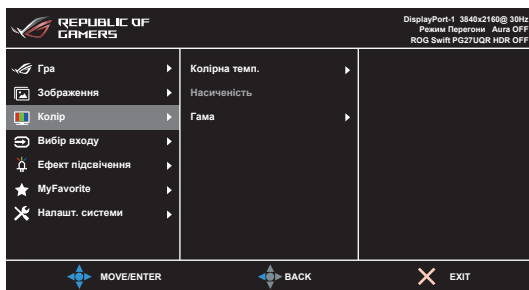 REPUBLIC OF
GAMERS
DisplayPort-1 3840x2160@ 30Hz
Режим Перегони Aura OFF
ROG Swift PG27UQR HDR OFF
Гра
Зображення
Колір
Вибір входу
Ефект підсвічення
MyFavorite
Налашт. системи
Колірна темп.
Насиченість
Гама
MOVE/ENTER
BACK
EXIT